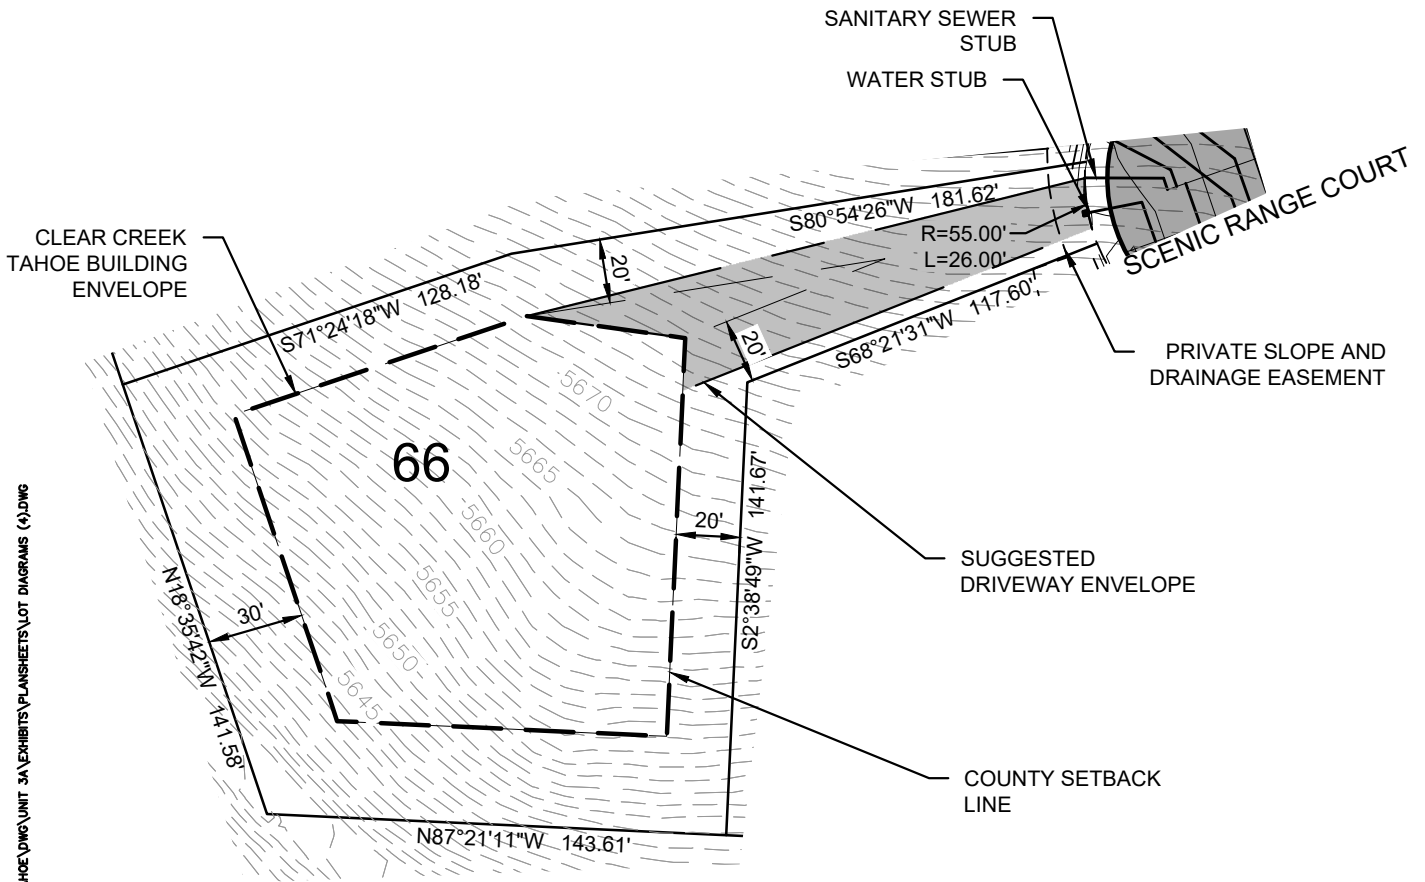 SANITARY SEWER
STUB
WATER STUB
SCENIC RANGE COURT
S80°54'26"W 181.62'
R=55.00'
L=26.00'
CLEAR CREEK
TAHOE BUILDING
ENVELOPE
20'
S71°24'18"W 128.18'
S68°21'31"W 117.60'
20'
PRIVATE SLOPE AND
DRAINAGE EASEMENT
5670
66
5665
5660
S2°38'49"W 141.67'
20'
SUGGESTED
DRIVEWAY ENVELOPE
5655
30'
N18°35'42"W 141.58'
5650
5645
COUNTY SETBACK
LINE
N87°21'11"W 143.61'
HOE\DWG\UNIT 3A\EXHIBITS\PLANSHEETS\LOT DIAGRAMS (4).DWG